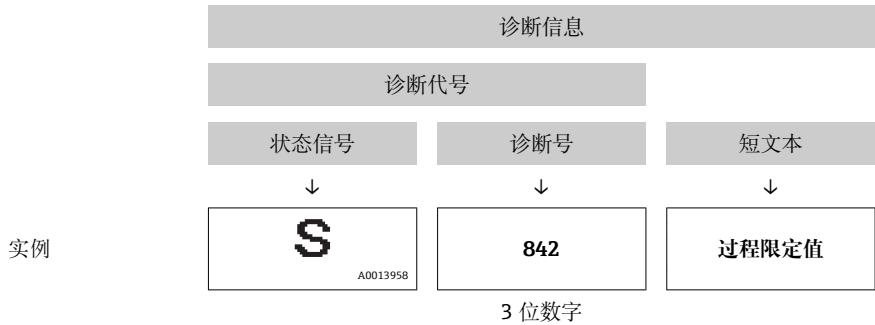 诊断信息
诊断代号
状态信号 诊断号 短文本
↓ ↓ ↓
实例 S 842 过程限定值
A0013958
3 位数字